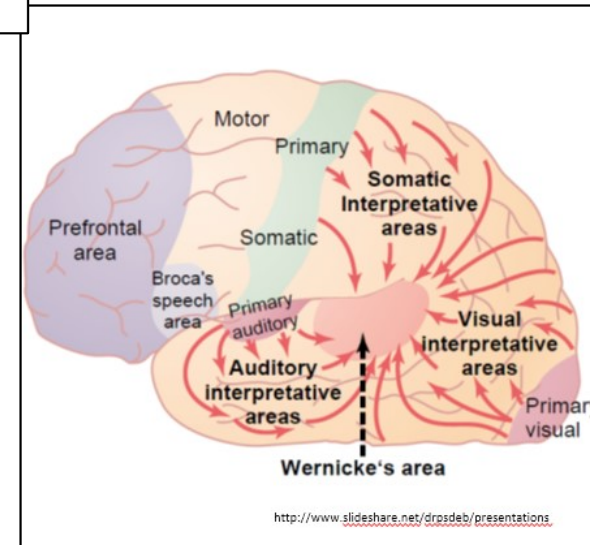 Motor
Primary
Somatic
Interpretative
areas
Prefrontal
area
Somatic
Broca's
speech
area
Primary
auditory
Visual
interpretative
areas
Auditory
interpretative
areas
Primar
visual
Wernicke's area
http://www.slideshare.net/drpsdeb/presentations